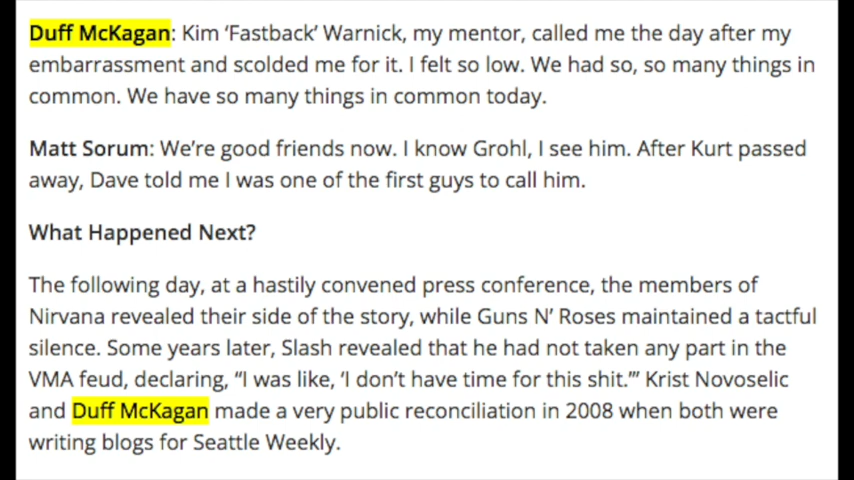 Duff McKagan: Kim ‘Fastback’ Warnick, my mentor, called me the day after my
embarrassment and scolded me for it. I felt so low. We had so, so many things in
common. We have so many things in common today.
Matt Sorum: We’re good friends now. I know Grohl, I see him. After Kurt passed
away, Dave told me I was one of the first guys to call him.
What Happened Next?
The following day, at a hastily convened press conference, the members of
Nirvana revealed their side of the story, while Guns N’ Roses maintained a tactful
silence. Some years later, Slash revealed that he had not taken any part in the
VMA feud, declaring, “I was like, ‘I don’t have time for this shit.’” Krist Novoselic
and Duff McKagan made a very public reconciliation in 2008 when both were
writing blogs for Seattle Weekly.